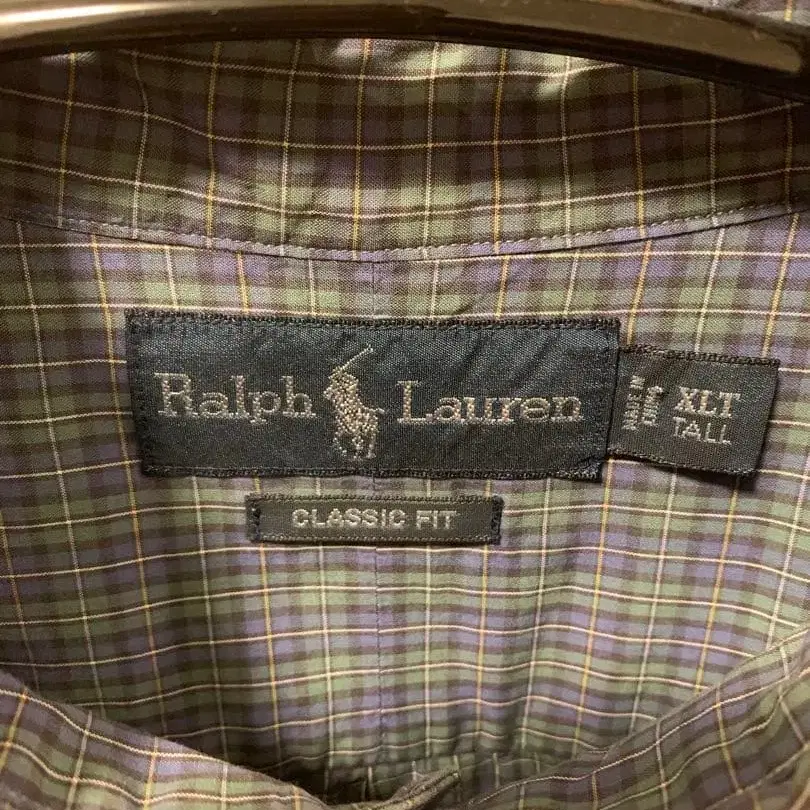 Ralph Lauren
MADE IN
XLT
TALL
CLASSIC FIT